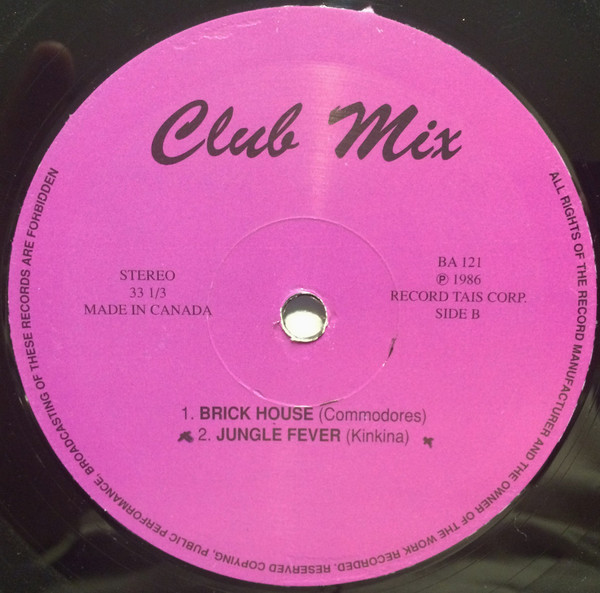 Club Mix
STEREO
33 1/3
MADE IN CANADA
BA 121
℗ 1986
RECORD TAIS CORP.
SIDE B
1. BRICK HOUSE (Commodores)
2. JUNGLE FEVER (Kinkina)
ALL RIGHTS OF THE RECORD MANUFACTURER AND THE OWNER OF THE WORK RECORDED. RESERVED COPYING, PUBLIC PERFORMANCE, BROADCASTING OF THESE RECORDS ARE FORBIDDEN